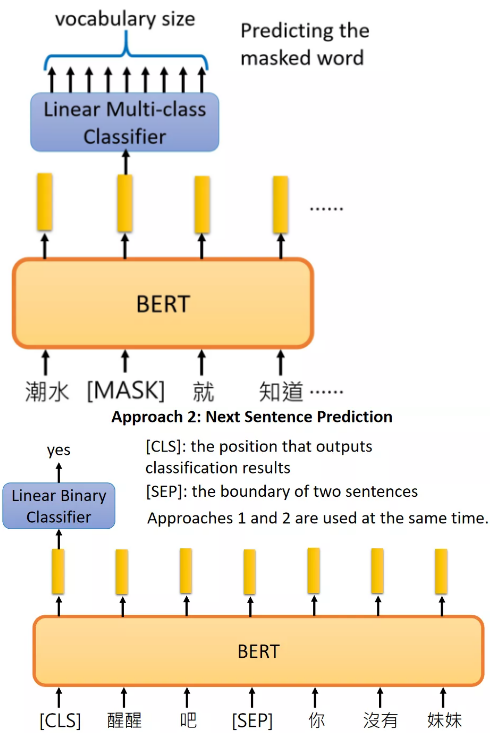 vocabulary size
Predicting the
masked word
Linear Multi-class
Classifier
······
BERT
潮水 [MASK] 就 知道 ······
Approach 2: Next Sentence Prediction
yes
[CLS]: the position that outputs
classification results
[SEP]: the boundary of two sentences
Approaches 1 and 2 are used at the same time.
Linear Binary
Classifier
BERT
[CLS] 醒醒 吧 [SEP] 你 沒有 妹妹